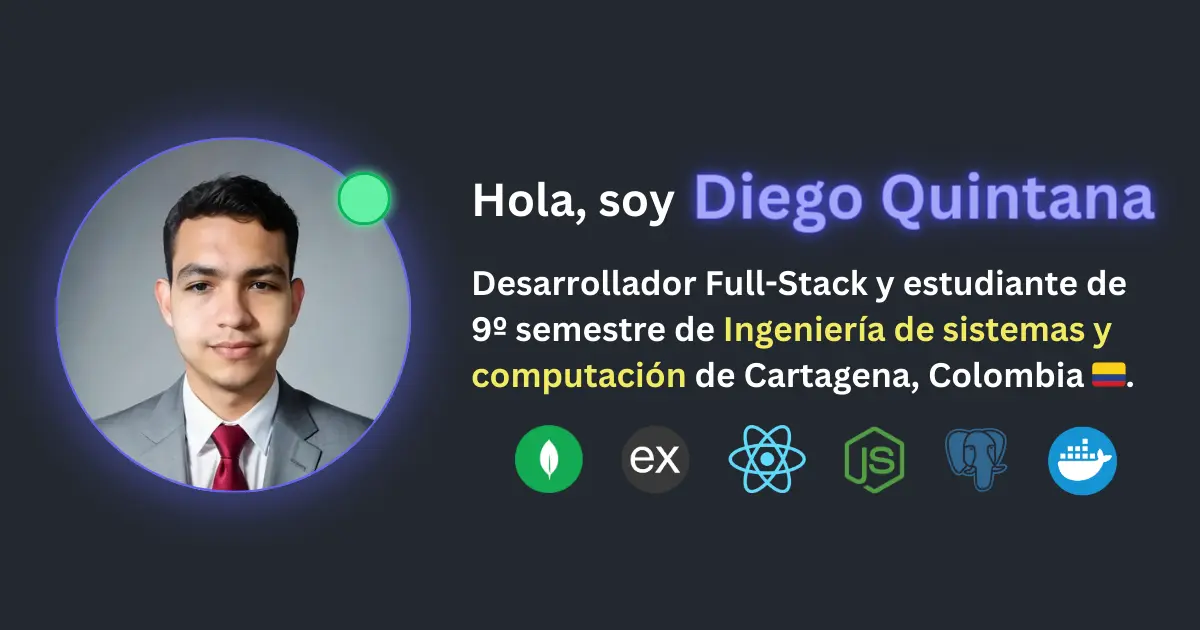 Hola, soy Diego Quintana
Desarrollador Full-Stack y estudiante de
9º semestre de Ingeniería de sistemas y
computación de Cartagena, Colombia 🇨🇴.
ex JS